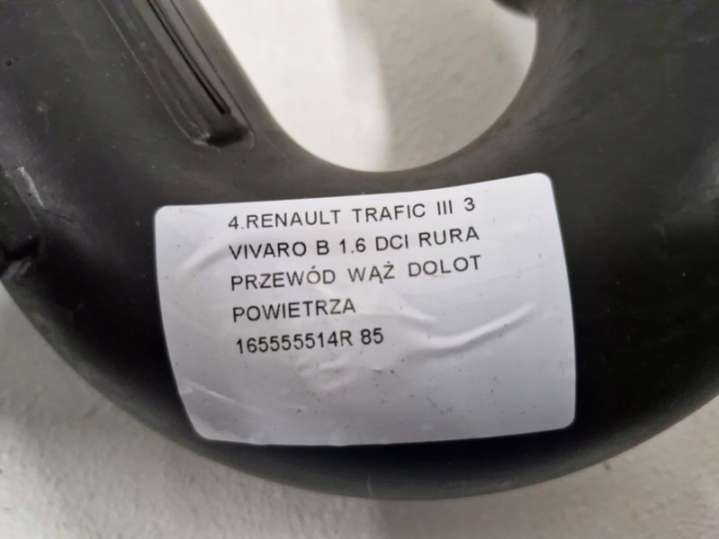 4.RENAULT TRAFIC III 3
VIVARO B 1.6 DCI RURA
PRZEWÓD WĄŻ DOLOT
POWIETRZA
165555514R 85